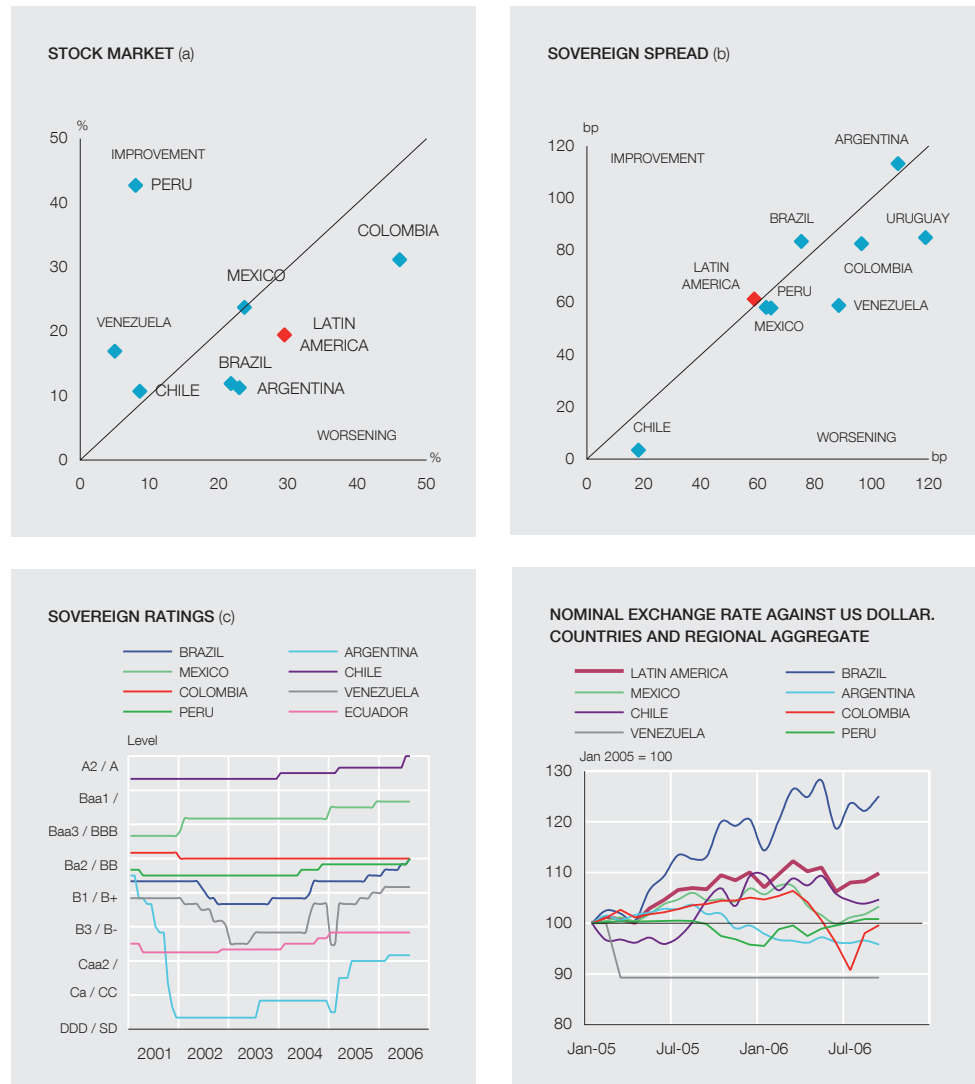 STOCK MARKET (a)
%
50
IMPROVEMENT
PERU
40
COLOMBIA
30
MEXICO
VENEZUELA
LATIN
AMERICA
20
BRAZIL
CHILE
ARGENTINA
10
WORSENING
0
%
0 10 20 30 40 50
SOVEREIGN SPREAD (b)
bp
120
ARGENTINA
IMPROVEMENT
100
BRAZIL
URUGUAY
80
COLOMBIA
LATIN
AMERICA
PERU
VENEZUELA
60
MEXICO
40
20
CHILE
WORSENING
0
bp
0 20 40 60 80 100 120
SOVEREIGN RATINGS (c)
BRAZIL ARGENTINA
MEXICO CHILE
COLOMBIA VENEZUELA
PERU ECUADOR
Level
A2 / A
Baa1 /
Baa3 / BBB
Ba2 / BB
B1 / B+
B3 / B-
Caa2 /
Ca / CC
DDD / SD
2001 2002 2003 2004 2005 2006
NOMINAL EXCHANGE RATE AGAINST US DOLLAR.
COUNTRIES AND REGIONAL AGGREGATE
LATIN AMERICA BRAZIL
MEXICO ARGENTINA
CHILE COLOMBIA
VENEZUELA PERU
Jan 2005 = 100
130
120
110
100
90
80
Jan-05 Jul-05 Jan-06 Jul-06